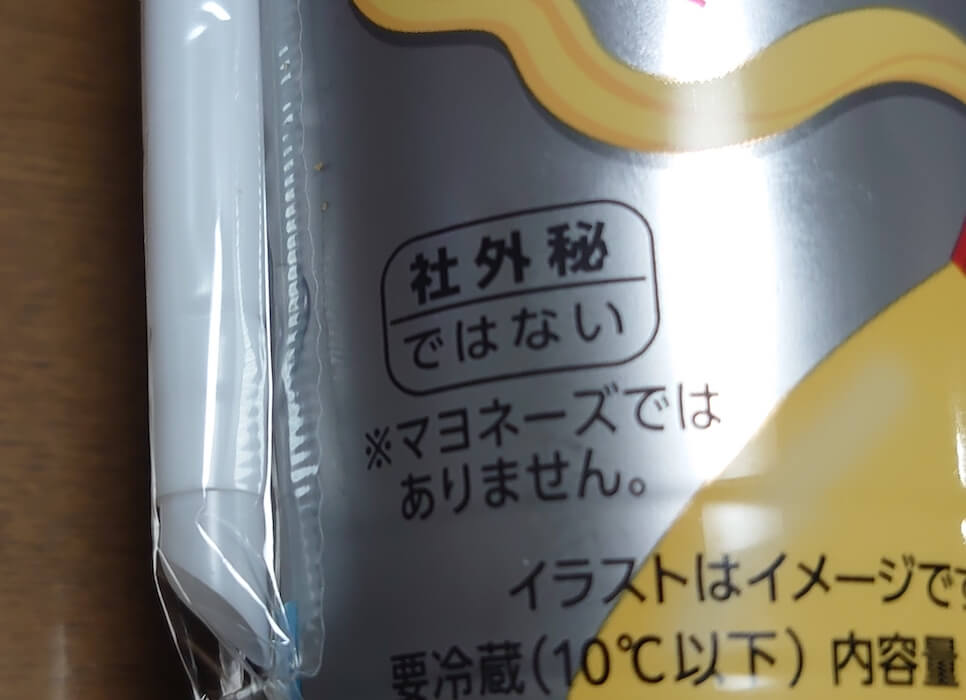 社外秘
ではない
※マヨネーズでは
ありません。
イラストはイメージです
要冷蔵(10℃以下) 内容量